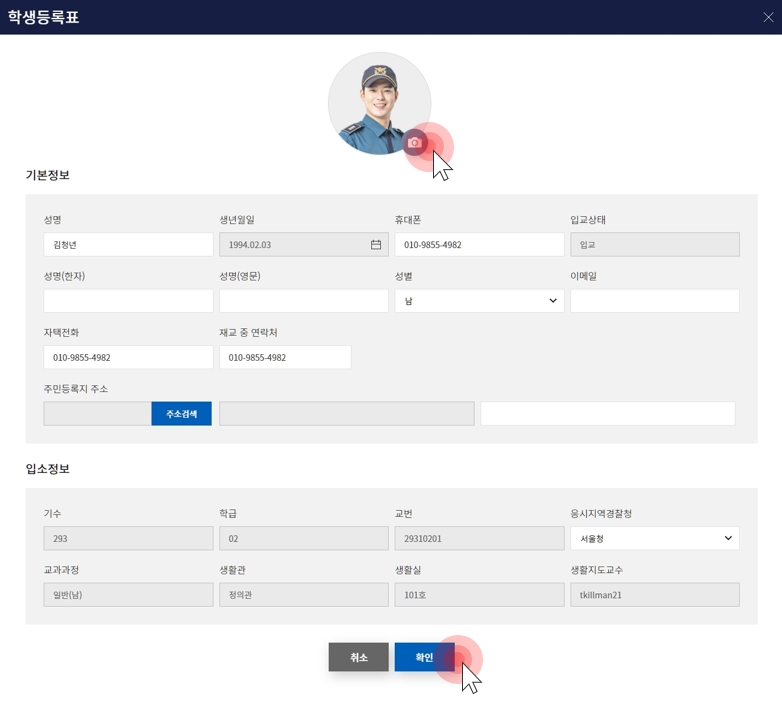 학생등록표
기본정보
성명 생년월일 휴대폰 입교상태
김청년 1994.02.03 010-9855-4982 입교
성명(한자) 성명(영문) 성별 이메일
남
자택전화 재교 중 연락처
010-9855-4982 010-9855-4982
주민등록지 주소
주소검색
입소정보
기수 학급 교번 응시지역경찰청
293 02 29310201 서울청
교과과정 생활관 생활실 생활지도교수
일반(남) 정의관 101호 tkillman21
취소 확인